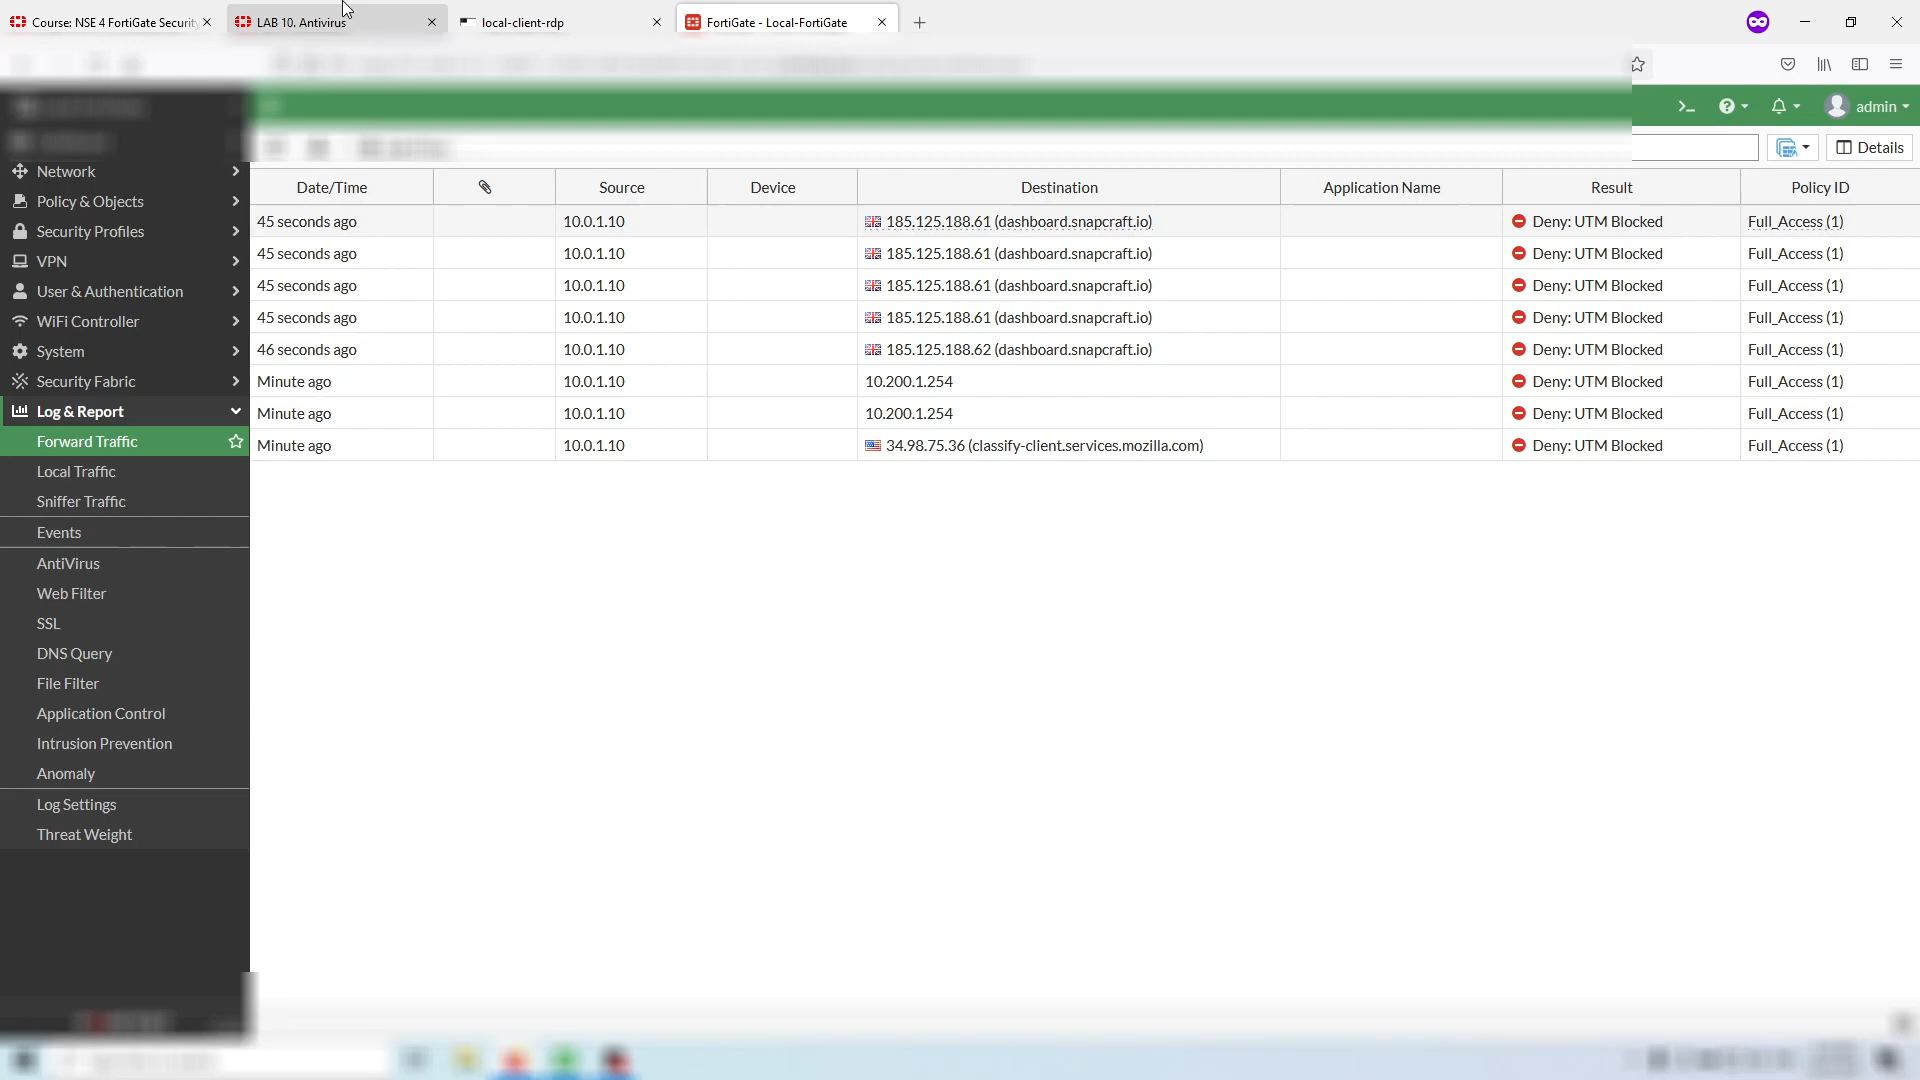 Course: NSE 4 FortiGate Security
LAB 10. Antivirus
local-client-rdp
FortiGate - Local-FortiGate
admin
Details
Network
Policy & Objects
Security Profiles
VPN
User & Authentication
WiFi Controller
System
Security Fabric
Log & Report
Forward Traffic
Local Traffic
Sniffer Traffic
Events
AntiVirus
Web Filter
SSL
DNS Query
File Filter
Application Control
Intrusion Prevention
Anomaly
Log Settings
Threat Weight
Date/Time Source Device Destination Application Name Result Policy ID
45 seconds ago 10.0.1.10 185.125.188.61 (dashboard.snapcraft.io) Deny: UTM Blocked Full_Access (1)
45 seconds ago 10.0.1.10 185.125.188.61 (dashboard.snapcraft.io) Deny: UTM Blocked Full_Access (1)
45 seconds ago 10.0.1.10 185.125.188.61 (dashboard.snapcraft.io) Deny: UTM Blocked Full_Access (1)
45 seconds ago 10.0.1.10 185.125.188.61 (dashboard.snapcraft.io) Deny: UTM Blocked Full_Access (1)
46 seconds ago 10.0.1.10 185.125.188.62 (dashboard.snapcraft.io) Deny: UTM Blocked Full_Access (1)
Minute ago 10.0.1.10 10.200.1.254 Deny: UTM Blocked Full_Access (1)
Minute ago 10.0.1.10 10.200.1.254 Deny: UTM Blocked Full_Access (1)
Minute ago 10.0.1.10 34.98.75.36 (classify-client.services.mozilla.com) Deny: UTM Blocked Full_Access (1)